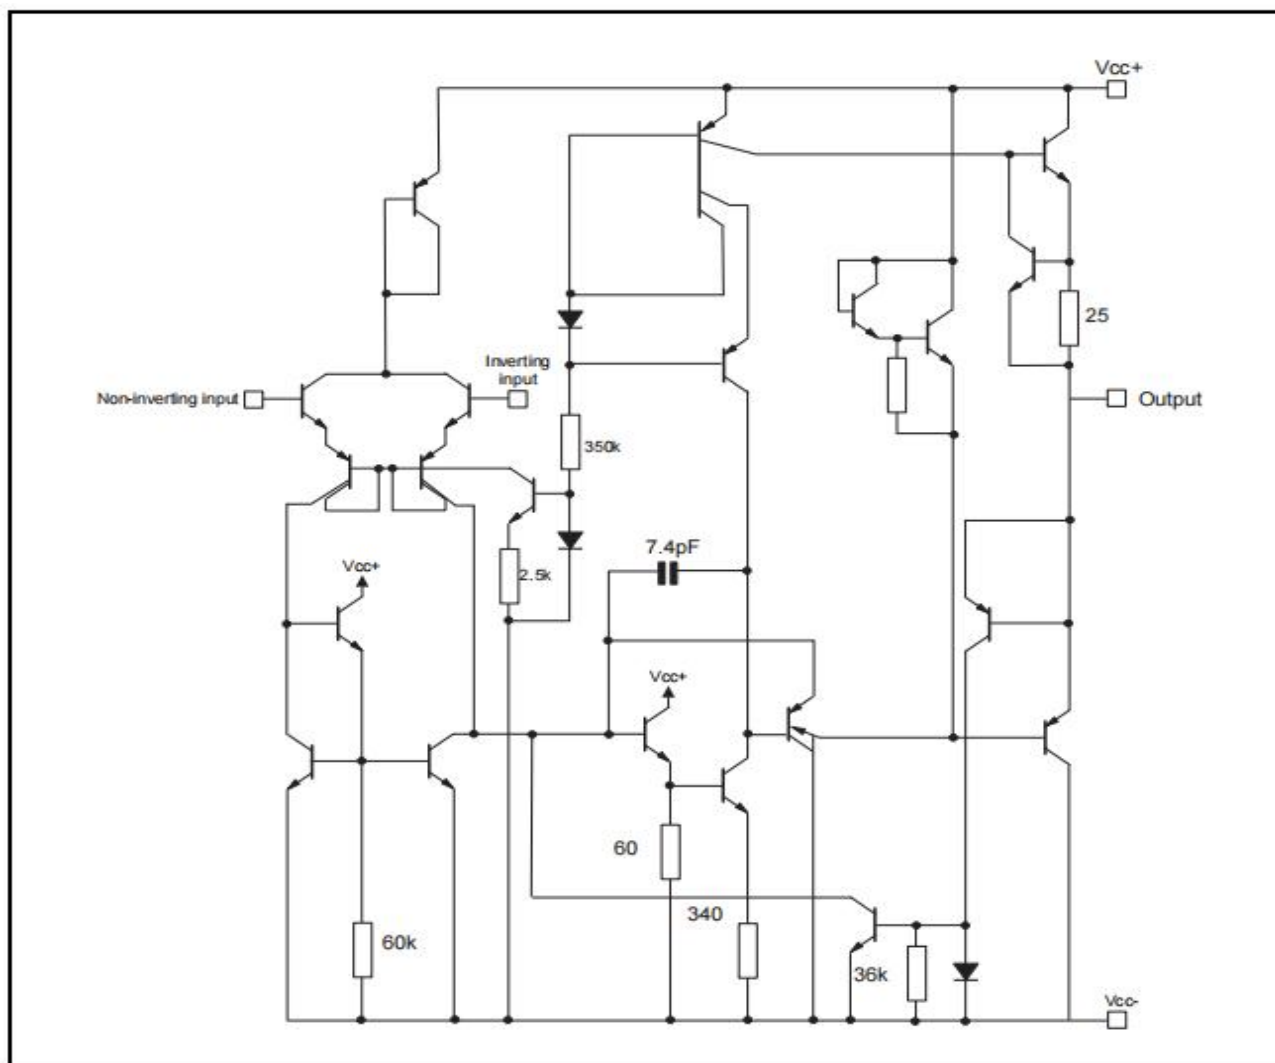 Vcc+
25
Inverting
input
Non-inverting input
Output
350k
7.4pF
Vcc+
2.5k
Vcc+
60
340
60k
36k
Vcc-